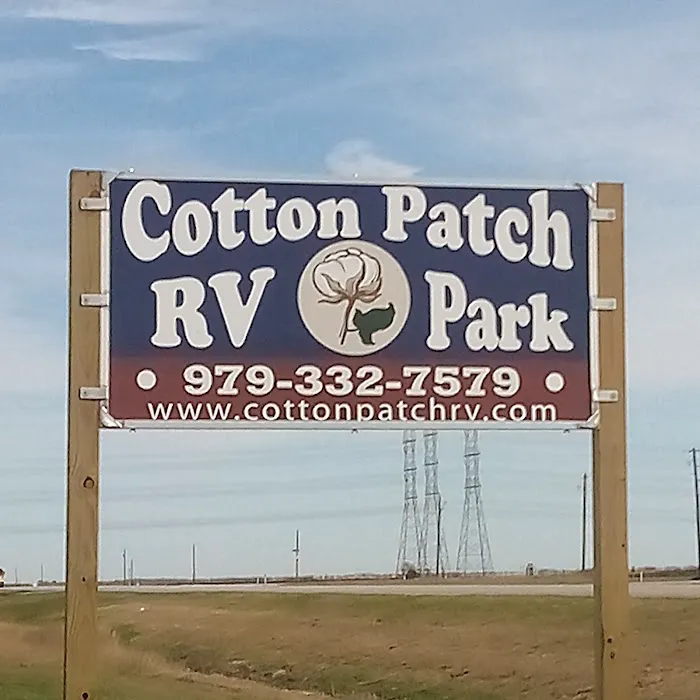 Cotton Patch
RV Park
• 979-332-7579 •
www.cottonpatchrv.com